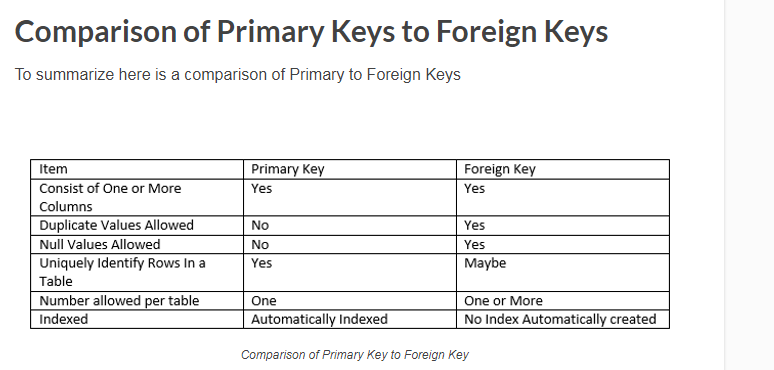 Comparison of Primary Keys to Foreign Keys
To summarize here is a comparison of Primary to Foreign Keys
Item Primary Key Foreign Key
Consist of One or More Yes Yes
Columns
Duplicate Values Allowed No Yes
Null Values Allowed No Yes
Uniquely Identify Rows In a Yes Maybe
Table
Number allowed per table One One or More
Indexed Automatically Indexed No Index Automatically created
Comparison of Primary Key to Foreign Key